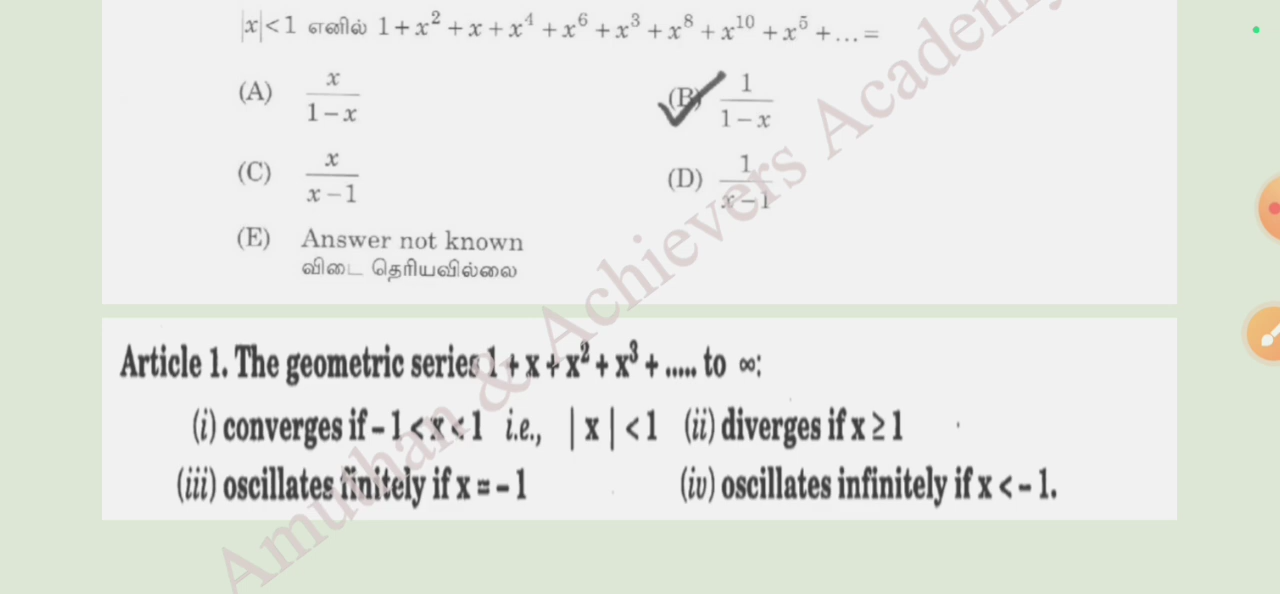 |x|<1 எனில் 1+x²+x+x⁴+x⁶+x³+x⁸+x¹⁰+x⁵+...=
(A) x/(1−x) (B) 1/(1−x)
(C) x/(x−1) (D) 1/(x−1)
(E) Answer not known
விடை தெரியவில்லை
Article 1. The geometric series 1 + x + x² + x³ + ..... to ∞:
(i) converges if – 1 < x < 1 i.e., | x | < 1 (ii) diverges if x ≥ 1
(iii) oscillates finitely if x = – 1 (iv) oscillates infinitely if x < – 1.
Amuthan & Achievers Academy